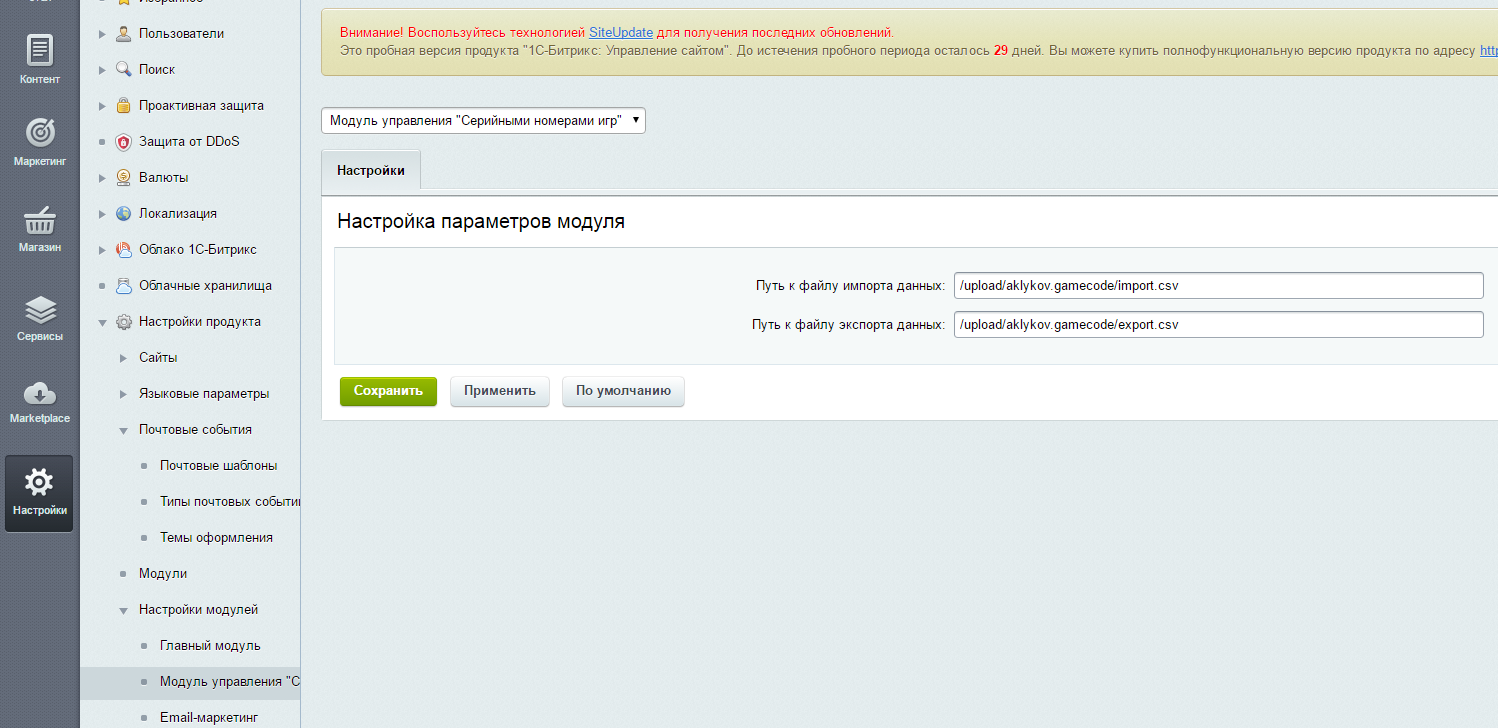 Контент
Маркетинг
Магазин
Сервисы
Marketplace
Настройки
Пользователи
Поиск
Проактивная защита
Защита от DDoS
Валюты
Локализация
Облако 1С-Битрикс
Облачные хранилища
Настройки продукта
Сайты
Языковые параметры
Почтовые события
Почтовые шаблоны
Типы почтовых событи
Темы оформления
Модули
Настройки модулей
Главный модуль
Модуль управления "С
Email-маркетинг
Внимание! Воспользуйтесь технологией SiteUpdate для получения последних обновлений.
Это пробная версия продукта "1С-Битрикс: Управление сайтом". До истечения пробного периода осталось 29 дней. Вы можете купить полнофункциональную версию продукта по адресу http
Модуль управления "Серийными номерами игр"
Настройки
Настройка параметров модуля
Путь к файлу импорта данных: /upload/aklykov.gamecode/import.csv
Путь к файлу экспорта данных: /upload/aklykov.gamecode/export.csv
Сохранить Применить По умолчанию